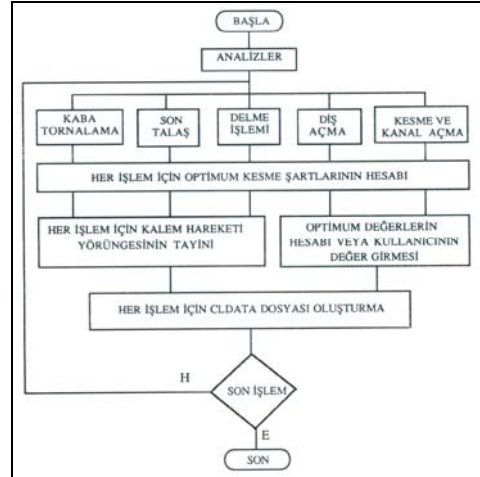 BAŞLA
ANALİZLER
KABA
TORNALAMA
SON
TALAŞ
DELME
İŞLEMİ
DİŞ
AÇMA
KESME VE
KANAL AÇMA
HER İŞLEM İÇİN OPTİMUM KESME ŞARTLARININ HESABI
HER İŞLEM İÇİN KALEM HAREKETİ
YÖRÜNGESİNİN TAYİNİ
OPTİMUM DEĞERLERİN
HESABI VEYA KULLANICININ
DEĞER GİRMESİ
HER İŞLEM İÇİN CLDATA DOSYASI OLUŞTURMA
H
SON İŞLEM
E
SON